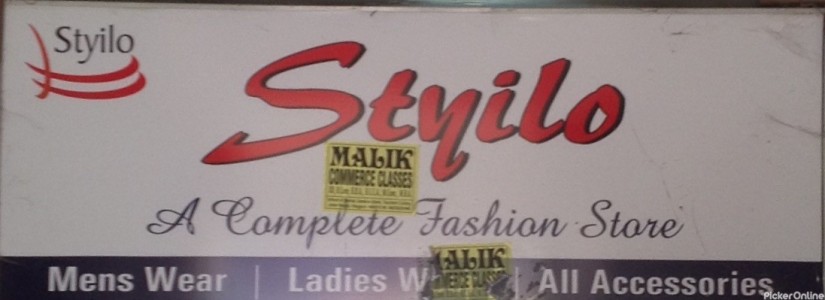 Styilo
Styilo
MALIK
COMMERCE CLASSES
A Complete Fashion Store
MALIK
COMMERCE CLASSES
Mens Wear | Ladies W All Accessories
PickerOnline